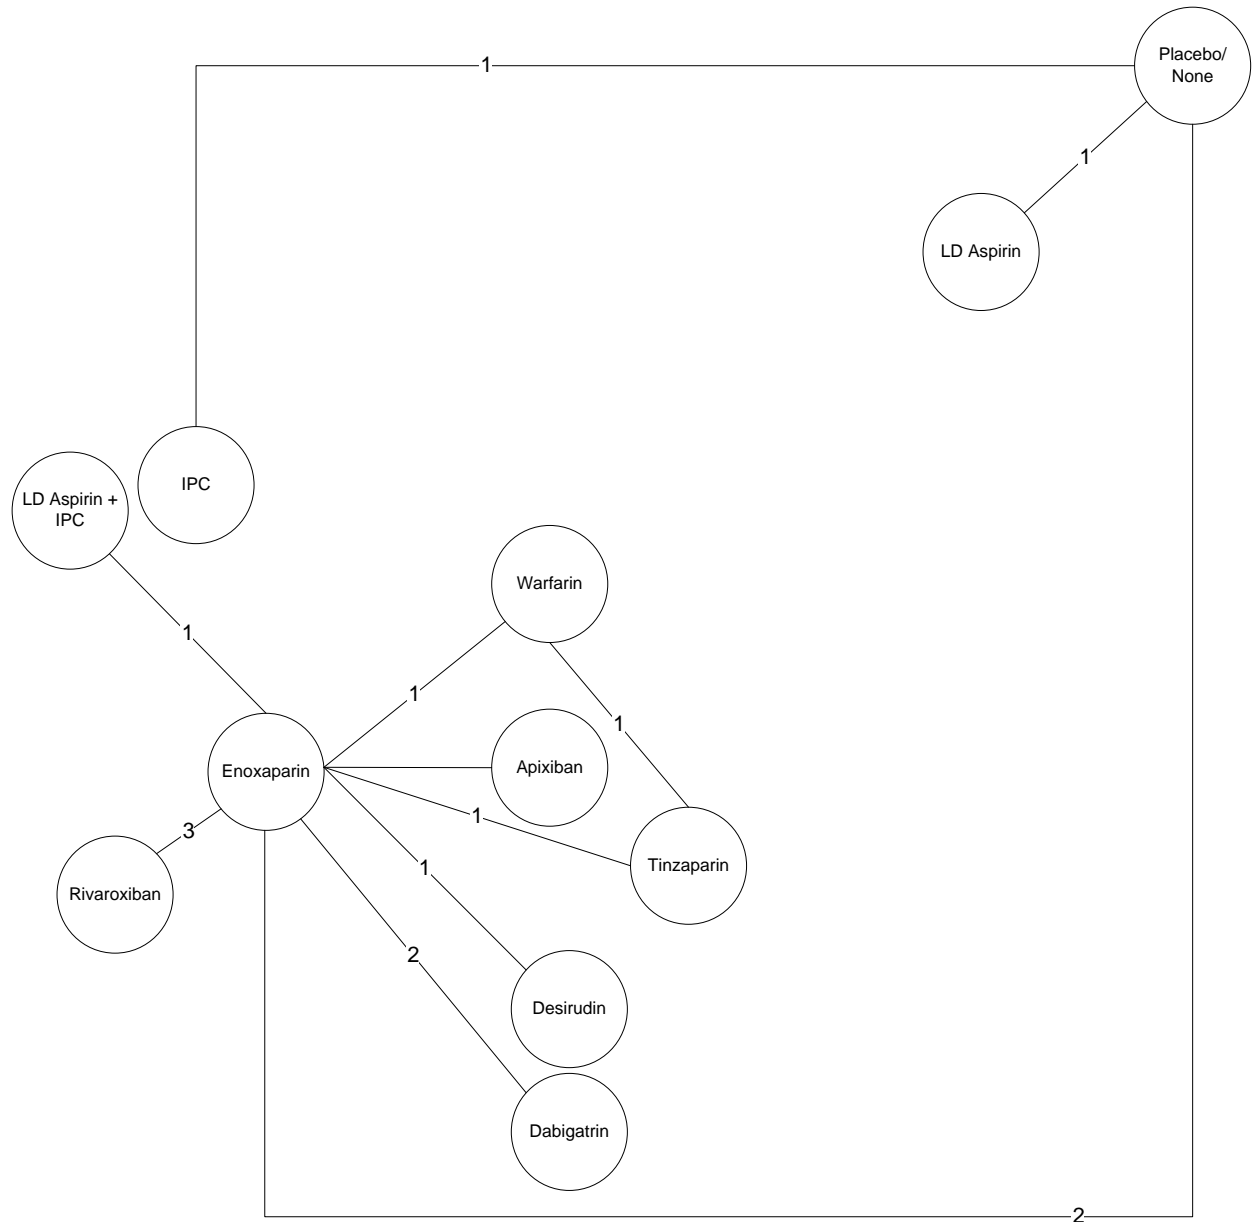 Placebo/
None
1
1
LD Aspirin
IPC
LD Aspirin +
IPC
Warfarin
1
1
1
Apixiban
Enoxaparin
1
3
Tinzaparin
1
Rivaroxiban
2
Desirudin
Dabigatrin
2